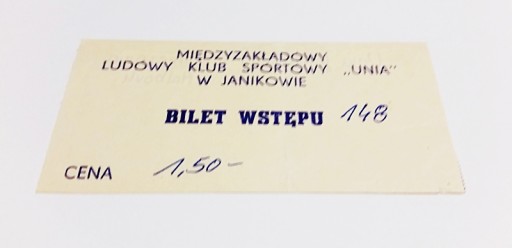 MIĘDZYZAKŁADOWY
LUDOWY KLUB SPORTOWY „UNIA"
W JANIKOWIE
BILET WSTĘPU 148
CENA 1,50-